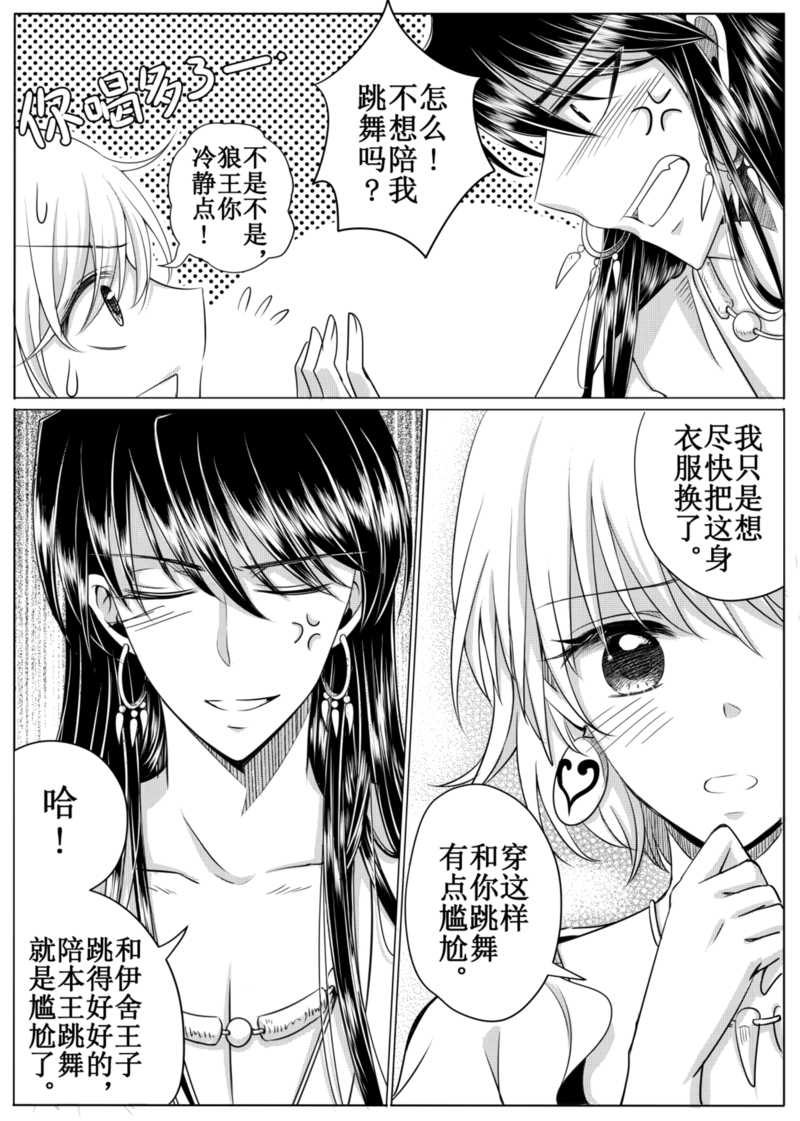 怎么！
不想陪我
跳舞吗？
不是不是，
狼王你
冷静点！
你喝多了一·
我只是想
尽快把这身
衣服换了。
穿这样
和你跳舞
有点尴尬。
哈！
和伊舍王子
跳得好好的，
陪本王跳舞
就是尴尬了。